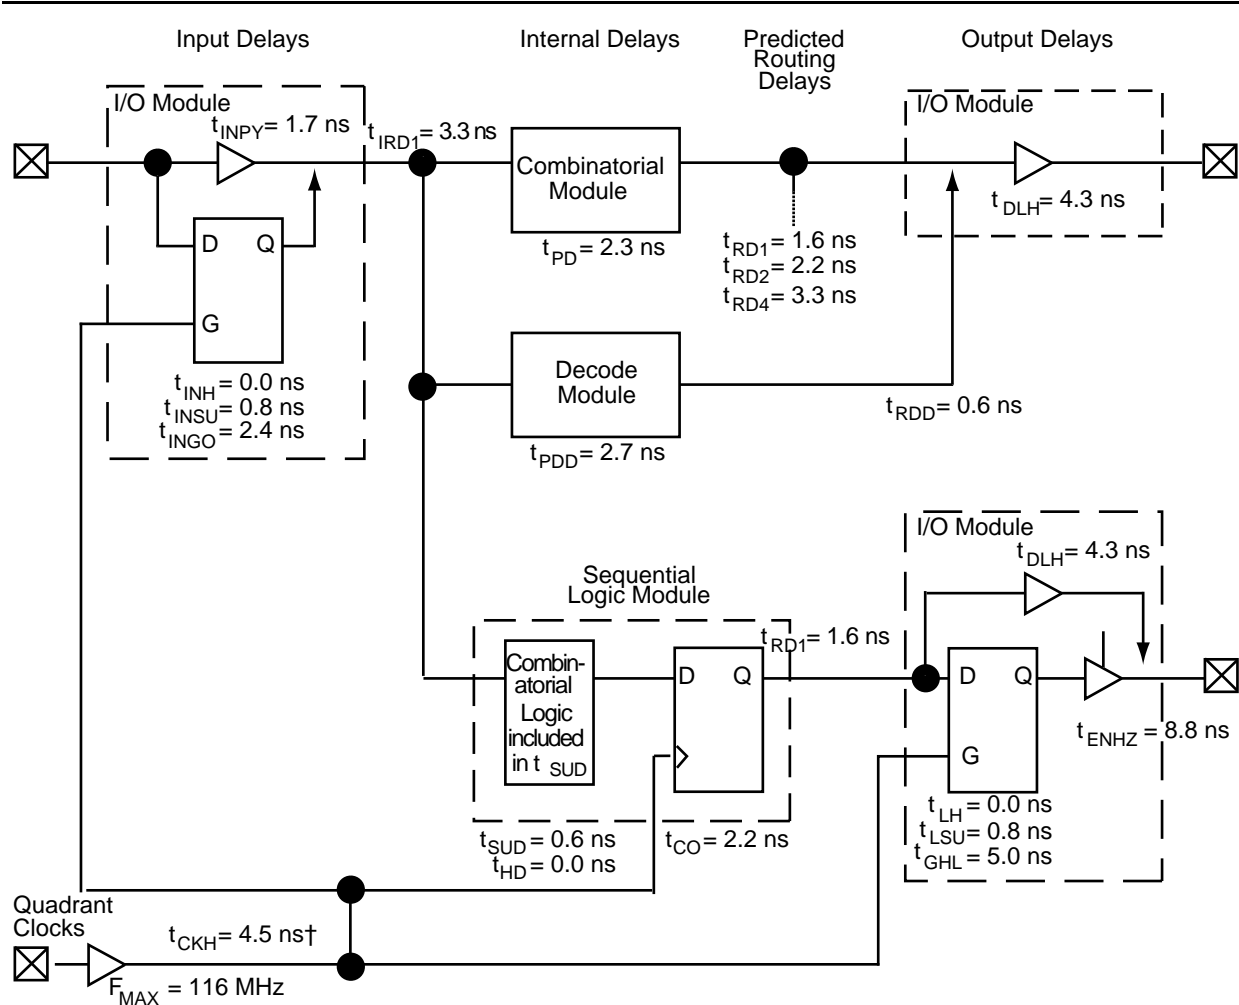 Input Delays
Internal Delays
Predicted
Routing
Delays
Output Delays
I/O Module
tINPY = 1.7 ns
tIRD1 = 3.3 ns
D Q
G
tINH = 0.0 ns
tINSU = 0.8 ns
tINGO = 2.4 ns
Combinatorial
Module
tPD = 2.3 ns
tRD1 = 1.6 ns
tRD2 = 2.2 ns
tRD4 = 3.3 ns
I/O Module
tDLH = 4.3 ns
Decode
Module
tPDD = 2.7 ns
tRDD = 0.6 ns
Sequential
Logic Module
Combin-
atorial
Logic
included
in tSUD
D Q
tSUD = 0.6 ns
tHD = 0.0 ns
tCO = 2.2 ns
tRD1 = 1.6 ns
I/O Module
tDLH = 4.3 ns
D Q
G
tENHZ = 8.8 ns
tLH = 0.0 ns
tLSU = 0.8 ns
tGHL = 5.0 ns
Quadrant
Clocks
tCKH = 4.5 ns†
FMAX = 116 MHz